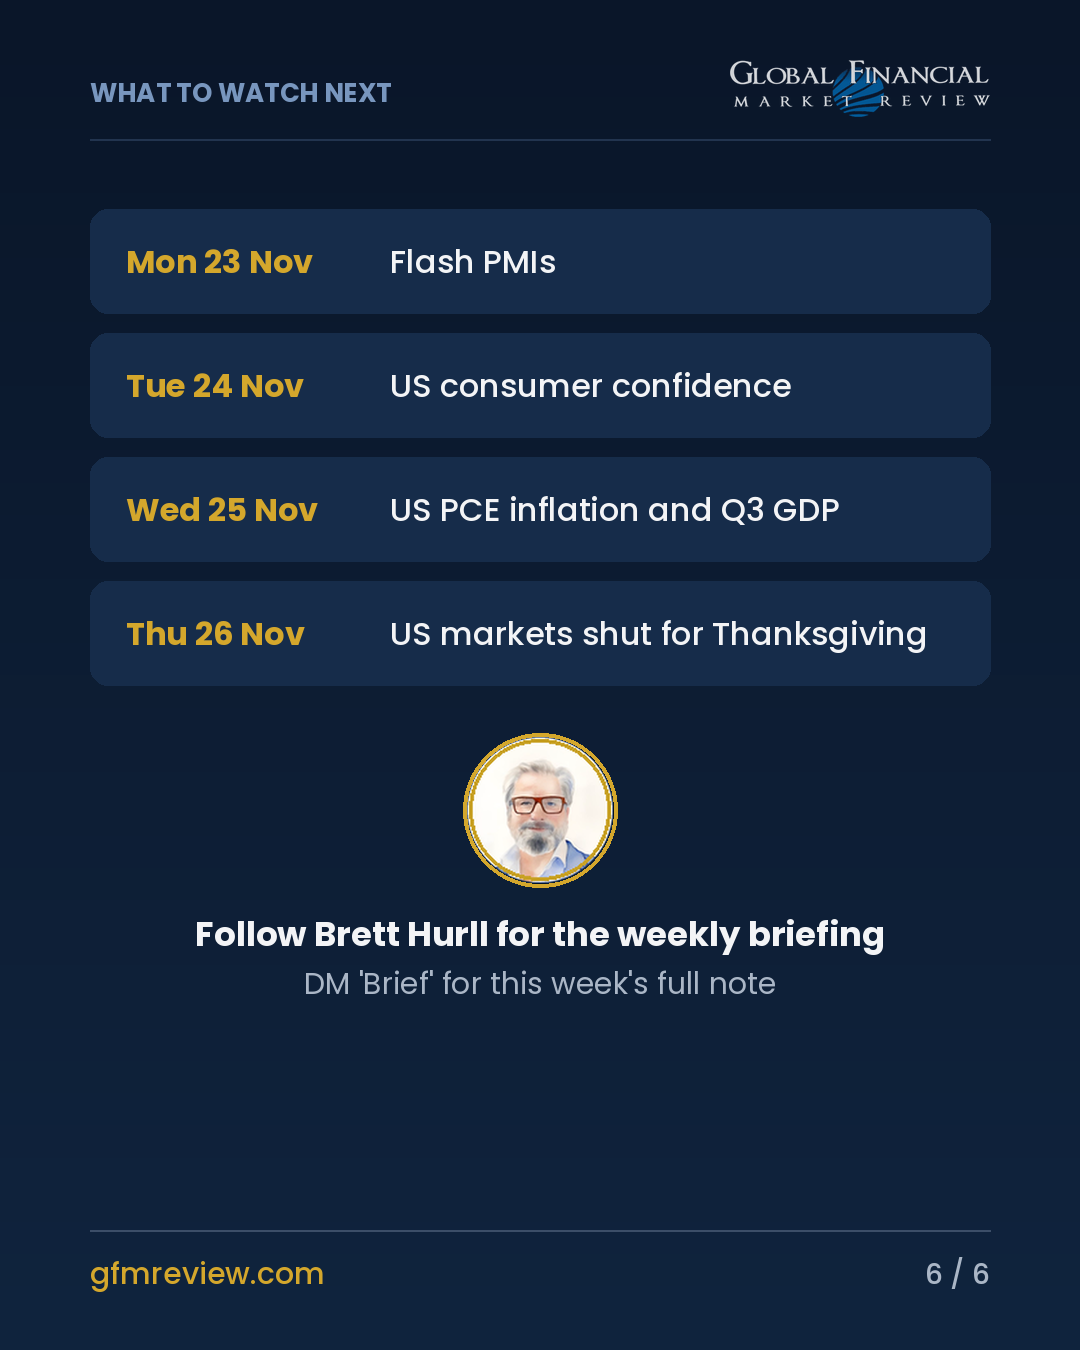 WHAT TO WATCH NEXT
GLOBAL FINANCIAL
MARKET REVIEW
Mon 23 Nov
Flash PMIs
Tue 24 Nov
US consumer confidence
Wed 25 Nov
US PCE inflation and Q3 GDP
Thu 26 Nov
US markets shut for Thanksgiving
Follow Brett Hurll for the weekly briefing
DM 'Brief' for this week's full note
gfmreview.com
6 / 6